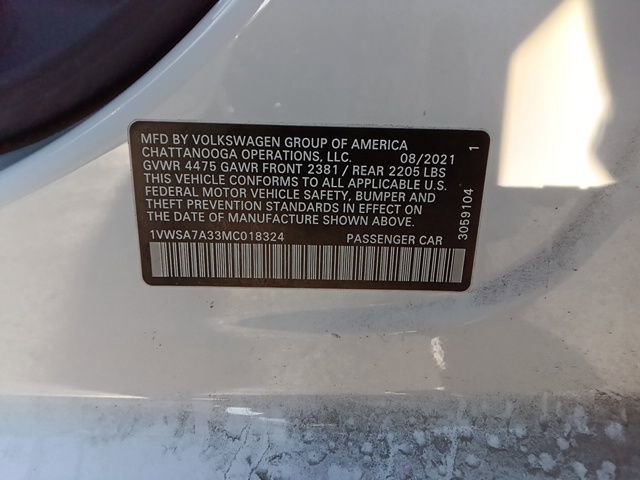 MFD BY VOLKSWAGEN GROUP OF AMERICA
CHATTANOOGA OPERATIONS, LLC. 08/2021
GVWR 4475 GAWR FRONT 2381 / REAR 2205 LBS
THIS VEHICLE CONFORMS TO ALL APPLICABLE U.S.
FEDERAL MOTOR VEHICLE SAFETY, BUMPER AND
THEFT PREVENTION STANDARDS IN EFFECT ON
THE DATE OF MANUFACTURE SHOWN ABOVE.
1VWSA7A33MC018324 PASSENGER CAR
3059104 1